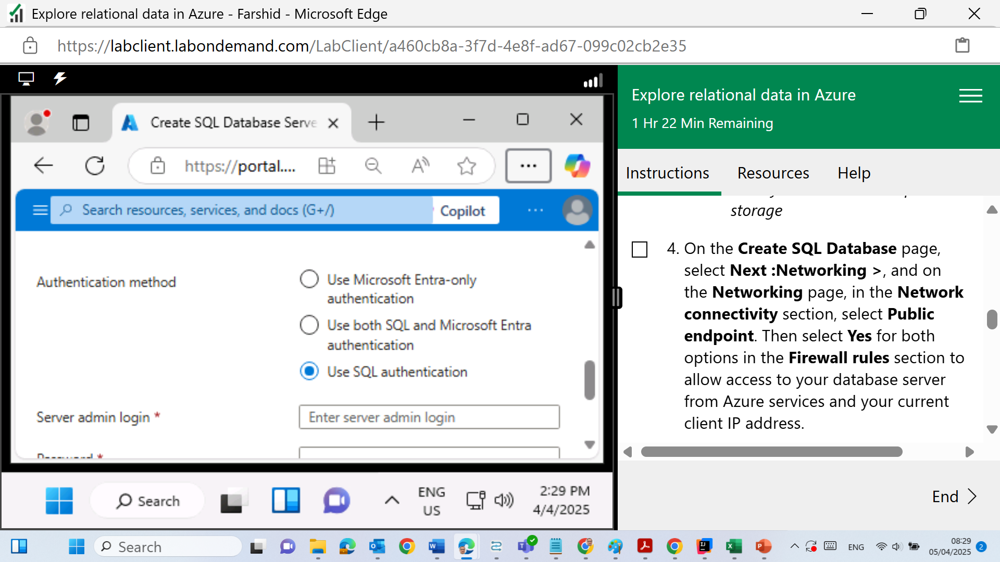 Explore relational data in Azure - Farshid - Microsoft Edge
https://labclient.labondemand.com/LabClient/a460cb8a-3f7d-4e8f-ad67-099c02cb2e35
Create SQL Database Serve
https://portal....
Search resources, services, and docs (G+/)
Copilot
Authentication method
Use Microsoft Entra-only
authentication
Use both SQL and Microsoft Entra
authentication
Use SQL authentication
Server admin login *
Enter server admin login
Password *
Search
ENG
US
2:29 PM
4/4/2025
Explore relational data in Azure
1 Hr 22 Min Remaining
Instructions
Resources
Help
storage
4. On the Create SQL Database page,
select Next :Networking >, and on
the Networking page, in the Network
connectivity section, select Public
endpoint. Then select Yes for both
options in the Firewall rules section to
allow access to your database server
from Azure services and your current
client IP address.
End
Search
ENG
08:29
05/04/2025
2